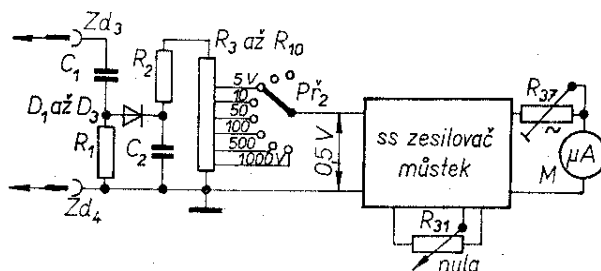 Zd3
C1
R2
R3 až R10
5 V
10
50
100
500
1000V
Př2
D1 až D3
R1
C2
Zd4
0,5 V
ss zesilovač
můstek
R37
~
μA
M
R31
nula